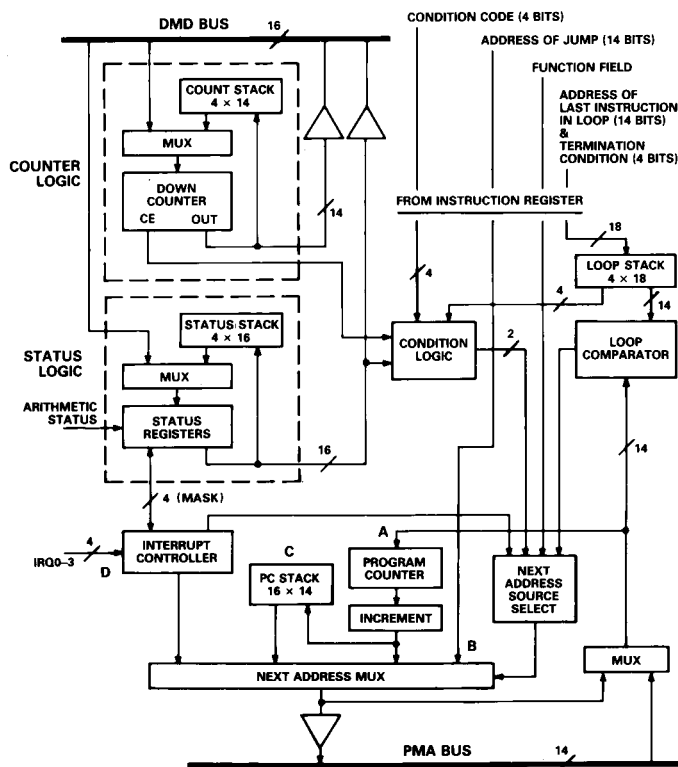 DMD BUS
16
CONDITION CODE (4 BITS)
ADDRESS OF JUMP (14 BITS)
FUNCTION FIELD
ADDRESS OF
LAST INSTRUCTION
IN LOOP (14 BITS)
&
TERMINATION
CONDITION (4 BITS)
COUNT STACK
4 × 14
MUX
COUNTER
LOGIC
DOWN
COUNTER
CE OUT
14
FROM INSTRUCTION REGISTER
18
LOOP STACK
4 × 18
4
4
14
STATUS STACK
4 × 16
CONDITION
LOGIC
2
LOOP
COMPARATOR
STATUS
LOGIC
MUX
ARITHMETIC
STATUS
STATUS
REGISTERS
16
14
4 (MASK)
IRQ0–3
4
D
INTERRUPT
CONTROLLER
C
PC STACK
16 × 14
A
PROGRAM
COUNTER
INCREMENT
NEXT
ADDRESS
SOURCE
SELECT
B
MUX
NEXT ADDRESS MUX
PMA BUS
14